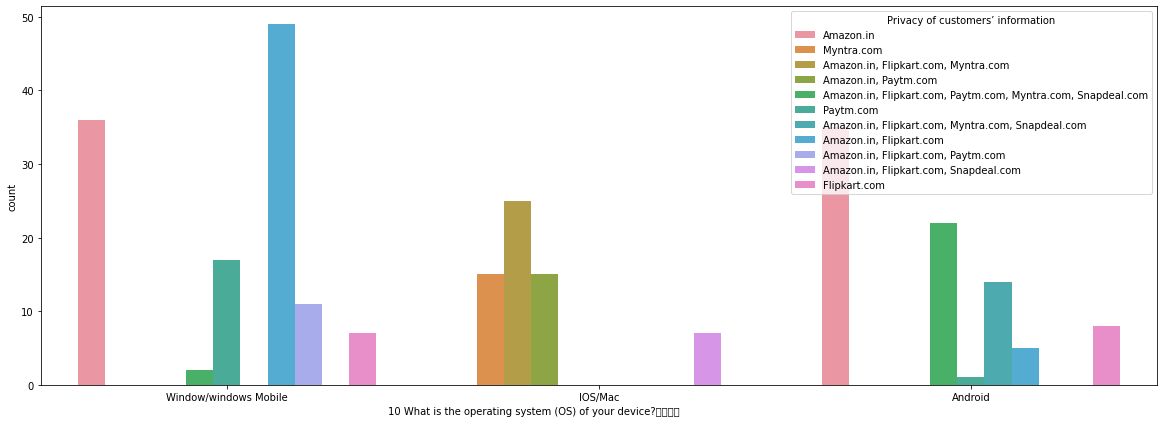 50
40
30
20
10
0
count
Privacy of customers’ information
Amazon.in
Myntra.com
Amazon.in, Flipkart.com, Myntra.com
Amazon.in, Paytm.com
Amazon.in, Flipkart.com, Paytm.com, Myntra.com, Snapdeal.com
Paytm.com
Amazon.in, Flipkart.com, Myntra.com, Snapdeal.com
Amazon.in, Flipkart.com
Amazon.in, Flipkart.com, Paytm.com
Amazon.in, Flipkart.com, Snapdeal.com
Flipkart.com
Window/windows Mobile
IOS/Mac
Android
10 What is the operating system (OS) of your device?